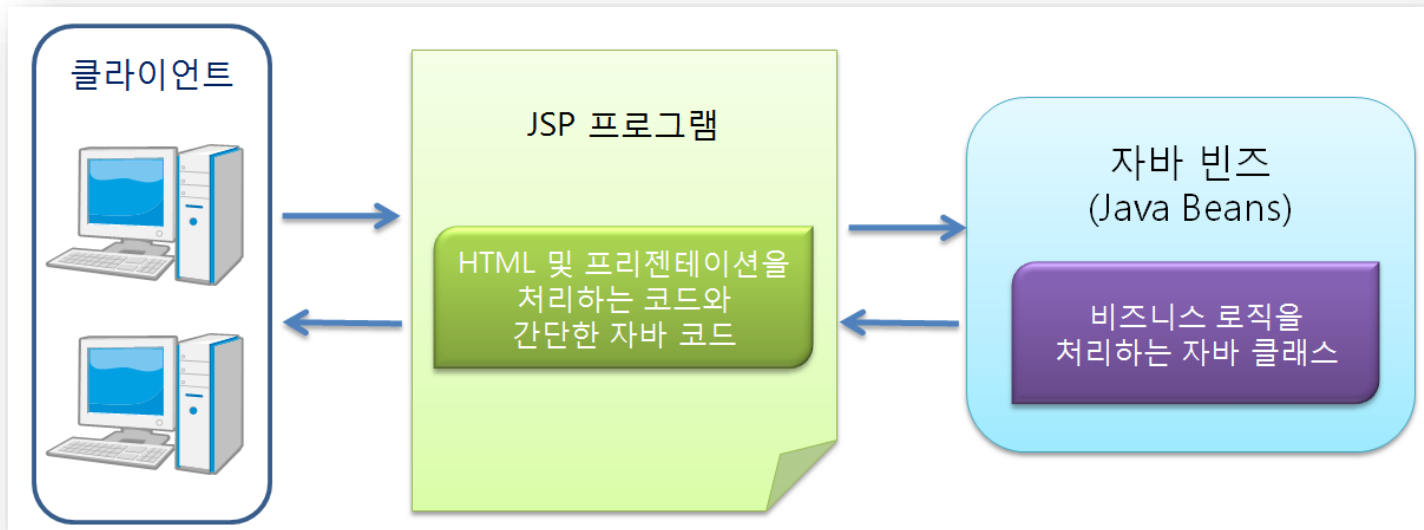 클라이언트
JSP 프로그램
HTML 및 프리젠테이션을
처리하는 코드와
간단한 자바 코드
자바 빈즈
(Java Beans)
비즈니스 로직을
처리하는 자바 클래스